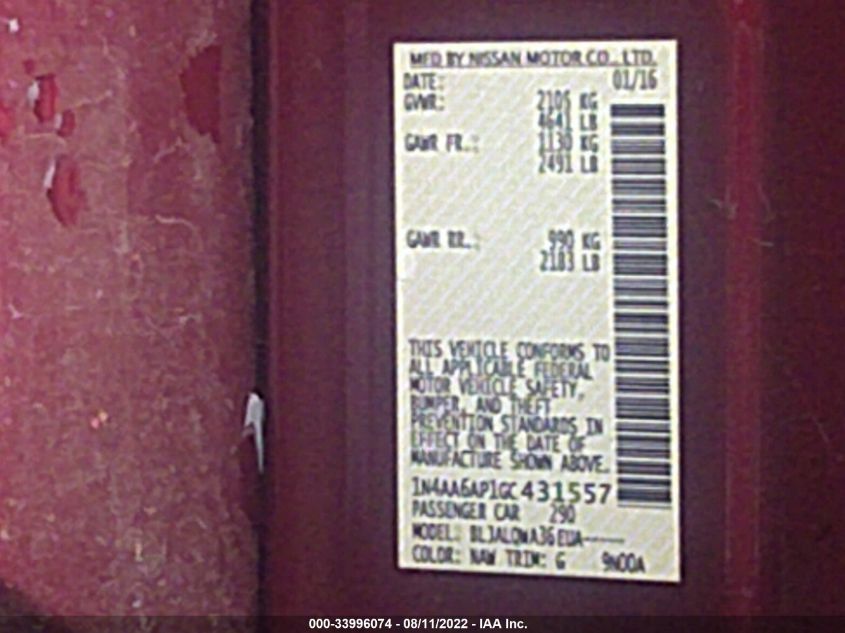 MFD BY NISSAN MOTOR CO., LTD.
DATE: 01/16
GVWR: 2105 KG
4641 LB
GAWR FR.: 1130 KG
2491 LB
GAWR RR.: 990 KG
2183 LB
THIS VEHICLE CONFORMS TO
ALL APPLICABLE FEDERAL
MOTOR VEHICLE SAFETY,
BUMPER, AND THEFT
PREVENTION STANDARDS IN
EFFECT ON THE DATE OF
MANUFACTURE SHOWN ABOVE.
1N4AA6AP1GC431557
PASSENGER CAR 290
MODEL:
COLOR: NAW TRIM: G 9N00A
000-33996074 - 08/11/2022 - IAA Inc.